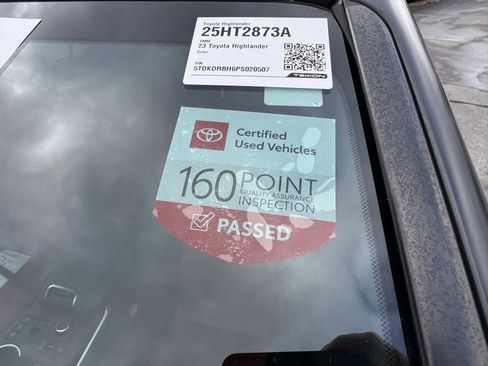 Toyota Highlander
25HT2873A
YMM
23 Toyota Highlander
Color
VIN
5TDKDRBH6PS020507
TEKION
TOYOTA
Certified
Used Vehicles
160 POINT
QUALITY ASSURANCE
INSPECTION
PASSED